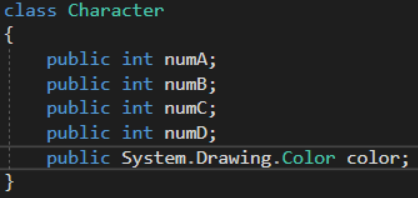 class Character
{
public int numA;
public int numB;
public int numC;
public int numD;
public System.Drawing.Color color;
}